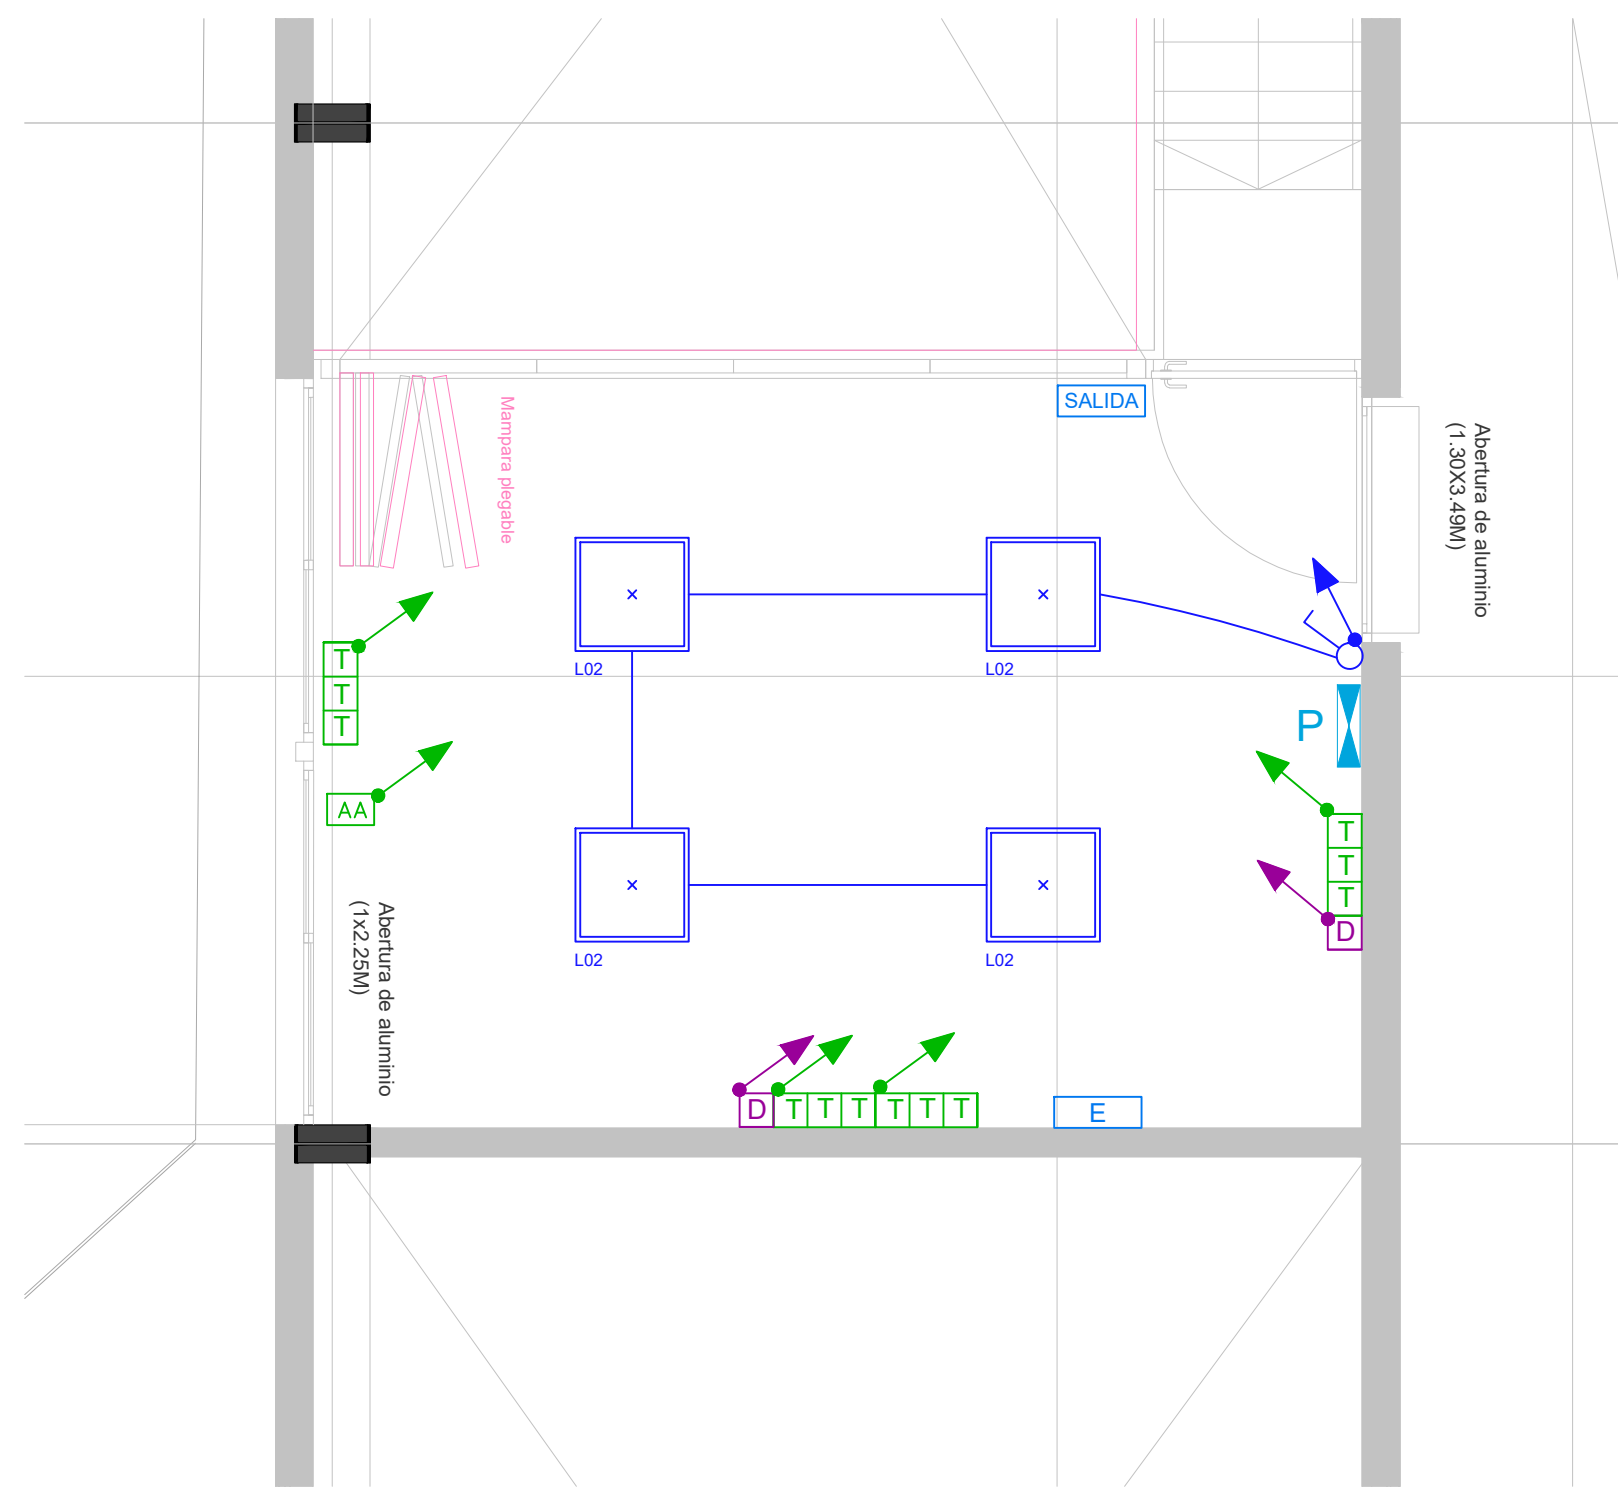 SALIDA
Mampara plegable
Abertura de aluminio
(1.30X3.49M)
L02
L02
T
T
T
P
AA
T
T
T
D
Abertura de aluminio
(1x2.25M)
L02
L02
D T T T T T T
E